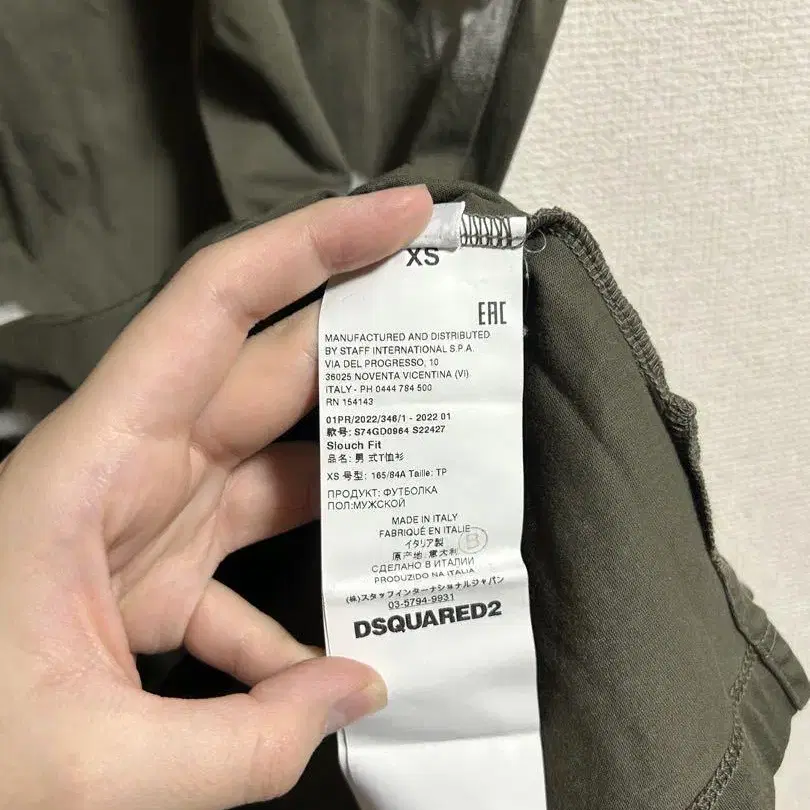 XS
EAC
MANUFACTURED AND DISTRIBUTED
BY STAFF INTERNATIONAL S.P.A.
VIA DEL PROGRESSO, 10
36025 NOVENTA VICENTINA (VI)
ITALY - PH 0444 784 500
RN 154143
01PR/2022/346/1 - 2022 01
款号: S74GD0964 S22427
Slouch Fit
品名: 男 式T恤衫
XS 号型: 165/84A Taille: TP
ПРОДУКТ: ФУТБОЛКА
ПОЛ:МУЖСКОЙ
MADE IN ITALY
FABRIQUÉ EN ITALIE
イタリア製
B
原产地: 意大利
СДЕЛАНО В ИТАЛИИ
PRODUZIDO NA ITALIA
(株)スタッフインターナショナルジャパン
03-5794-9931
DSQUARED2